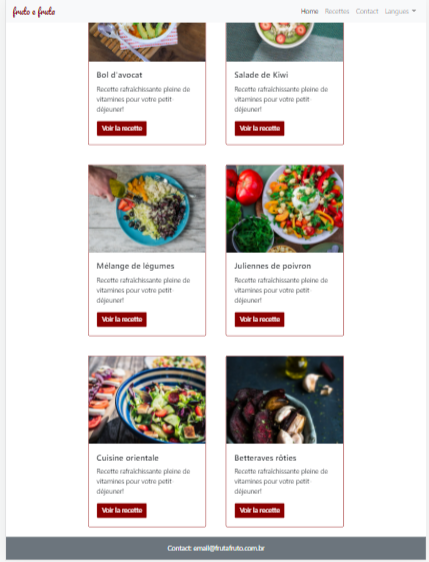 fruto e fruto
Home Recettes Contact Langues
Bol d'avocat
Recette rafraîchissante pleine de
vitamines pour votre petit-
déjeuner!
Voir la recette
Salade de Kiwi
Recette rafraîchissante pleine de
vitamines pour votre petit-
déjeuner!
Voir la recette
Mélange de légumes
Recette rafraîchissante pleine de
vitamines pour votre petit-
déjeuner!
Voir la recette
Juliennes de poivron
Recette rafraîchissante pleine de
vitamines pour votre petit-
déjeuner!
Voir la recette
Cuisine orientale
Recette rafraîchissante pleine de
vitamines pour votre petit-
déjeuner!
Voir la recette
Betteraves rôties
Recette rafraîchissante pleine de
vitamines pour votre petit-
déjeuner!
Voir la recette
Contact: email@frutafruto.com.br